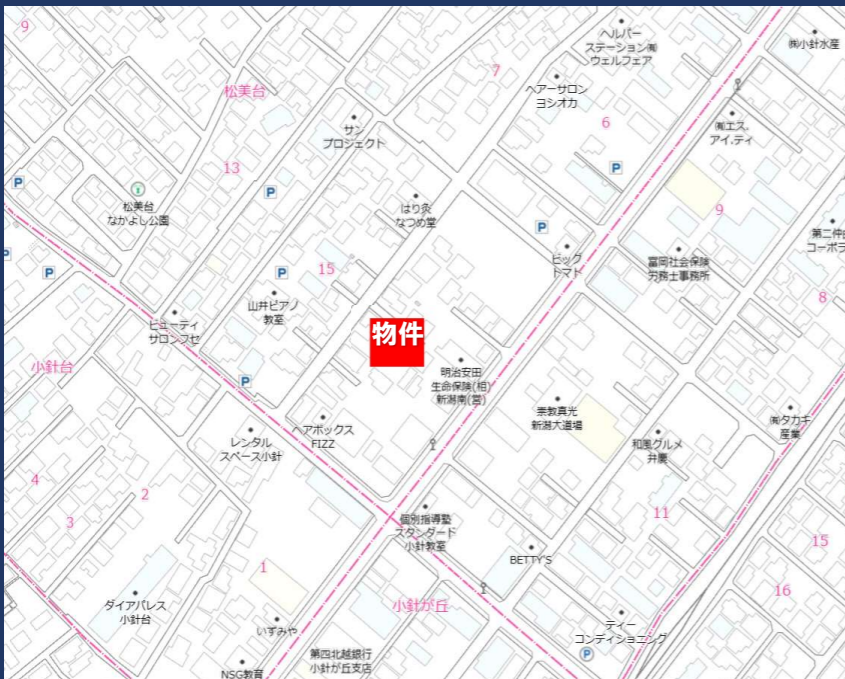 9
ヘルパー
ステーション㈲
ウェルフェア
㈱小針水産
松美台
7
ヘアーサロン
ヨシオカ
6
サン
プロジェクト
㈲エス.
アイ.ティ
13
P
P
P
松美台
なかよし公園
はり灸
なつめ堂
9
P
ビッグ
トマト
第二仲
コーポラ
富岡社会保険
労務士事務所
P
P
15
P
山井ピアノ
教室
8
ビューティ
サロンフセ
物件
小針台
明治安田
生命保険(相)
新潟南(営)
P
崇教真光
新潟大道場
㈲タカキ
産業
レンタル
スペース小針
ヘアボックス
FIZZ
和風グルメ
井慶
4
2
3
11
個別指導塾
スタンダード
小針教室
15
BETTY'S
1
16
ダイアパレス
小針台
小針が丘
いずみや
ティー
コンディショニング
P
第四北越銀行
小針が丘支店
NSG教育